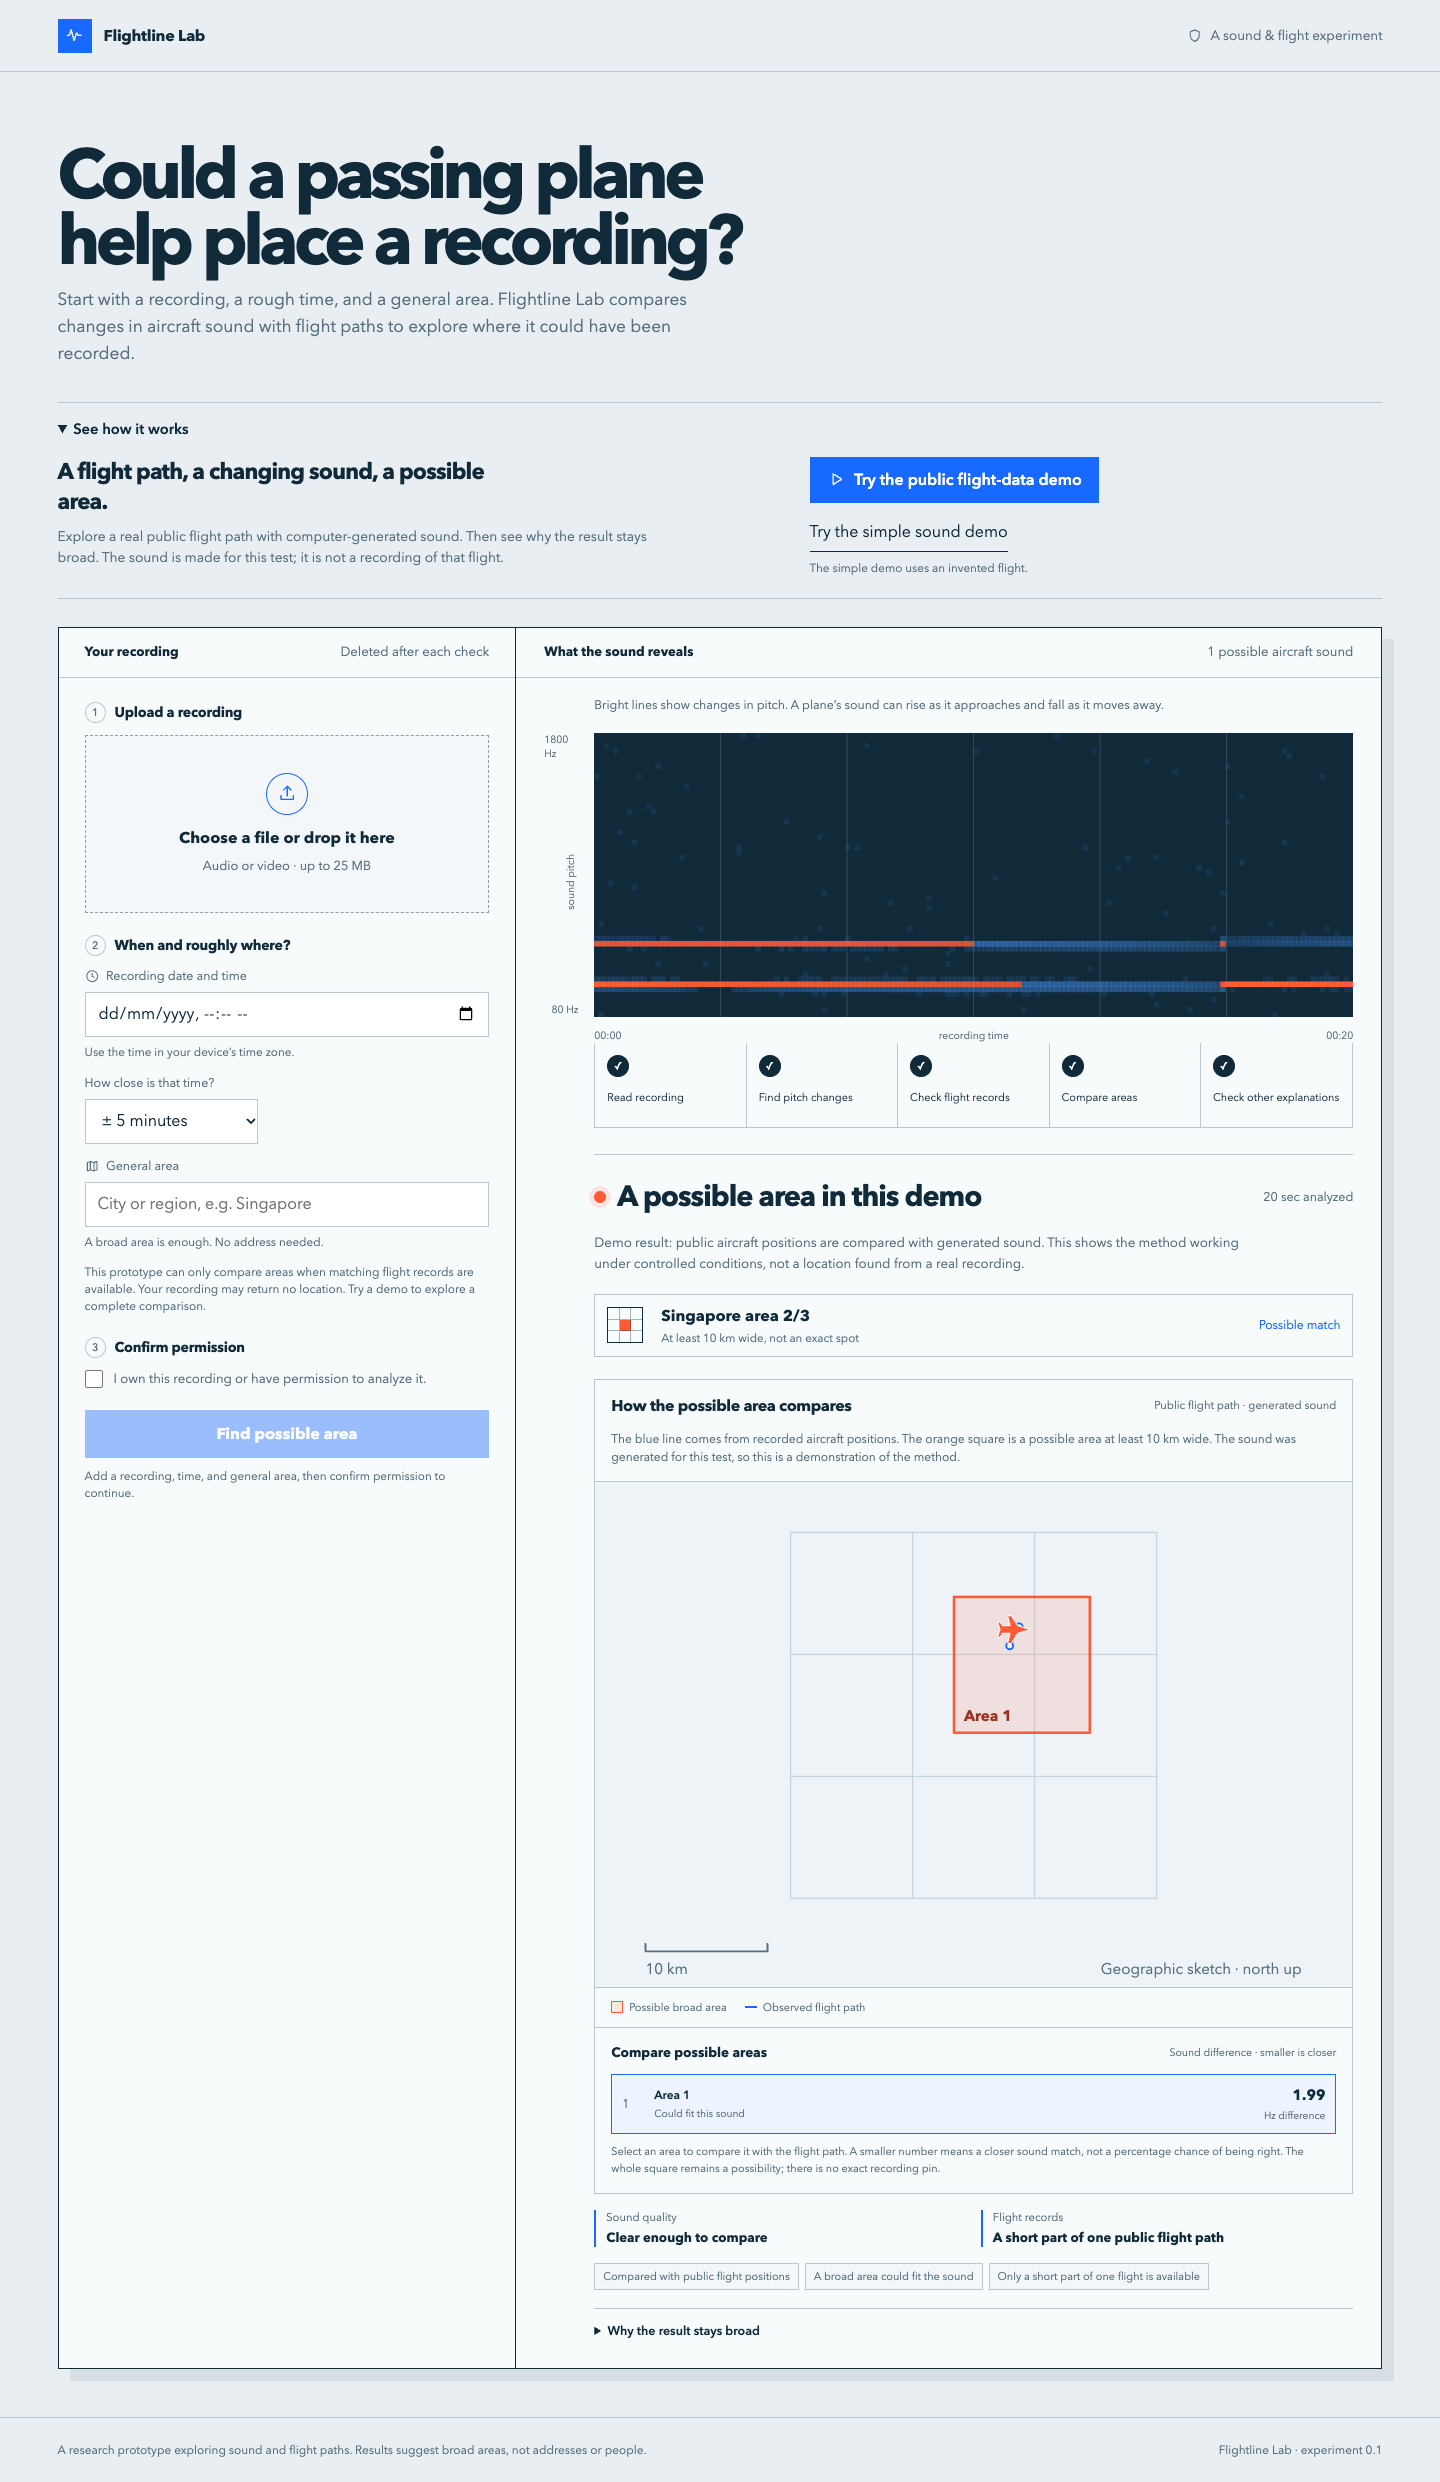 Flightline Lab
A sound & flight experiment
Could a passing plane
help place a recording?
Start with a recording, a rough time, and a general area. Flightline Lab compares
changes in aircraft sound with flight paths to explore where it could have been
recorded.
See how it works
A flight path, a changing sound, a possible
area.
Explore a real public flight path with computer-generated sound. Then see why the result stays
broad. The sound is made for this test; it is not a recording of that flight.
Try the public flight-data demo
Try the simple sound demo
The simple demo uses an invented flight.
Your recording
Deleted after each check
1 Upload a recording
Choose a file or drop it here
Audio or video · up to 25 MB
2 When and roughly where?
Recording date and time
dd/mm/yyyy, --:-- --
Use the time in your device’s time zone.
How close is that time?
± 5 minutes
General area
City or region, e.g. Singapore
A broad area is enough. No address needed.
This prototype can only compare areas when matching flight records are
available. Your recording may return no location. Try a demo to explore a
complete comparison.
3 Confirm permission
I own this recording or have permission to analyze it.
Find possible area
Add a recording, time, and general area, then confirm permission to
continue.
What the sound reveals
1 possible aircraft sound
Bright lines show changes in pitch. A plane’s sound can rise as it approaches and fall as it moves away.
1800
Hz
sound pitch
80 Hz
00:00
recording time
00:20
Read recording
Find pitch changes
Check flight records
Compare areas
Check other explanations
A possible area in this demo
20 sec analyzed
Demo result: public aircraft positions are compared with generated sound. This shows the method working
under controlled conditions, not a location found from a real recording.
Singapore area 2/3
At least 10 km wide, not an exact spot
Possible match
How the possible area compares
Public flight path · generated sound
The blue line comes from recorded aircraft positions. The orange square is a possible area at least 10 km wide. The sound was
generated for this test, so this is a demonstration of the method.
Area 1
10 km
Geographic sketch · north up
Possible broad area
Observed flight path
Compare possible areas
Sound difference · smaller is closer
1
Area 1
Could fit this sound
1.99
Hz difference
Select an area to compare it with the flight path. A smaller number means a closer sound match, not a percentage chance of being right. The
whole square remains a possibility; there is no exact recording pin.
Sound quality
Clear enough to compare
Flight records
A short part of one public flight path
Compared with public flight positions
A broad area could fit the sound
Only a short part of one flight is available
Why the result stays broad
A research prototype exploring sound and flight paths. Results suggest broad areas, not addresses or people.
Flightline Lab · experiment 0.1